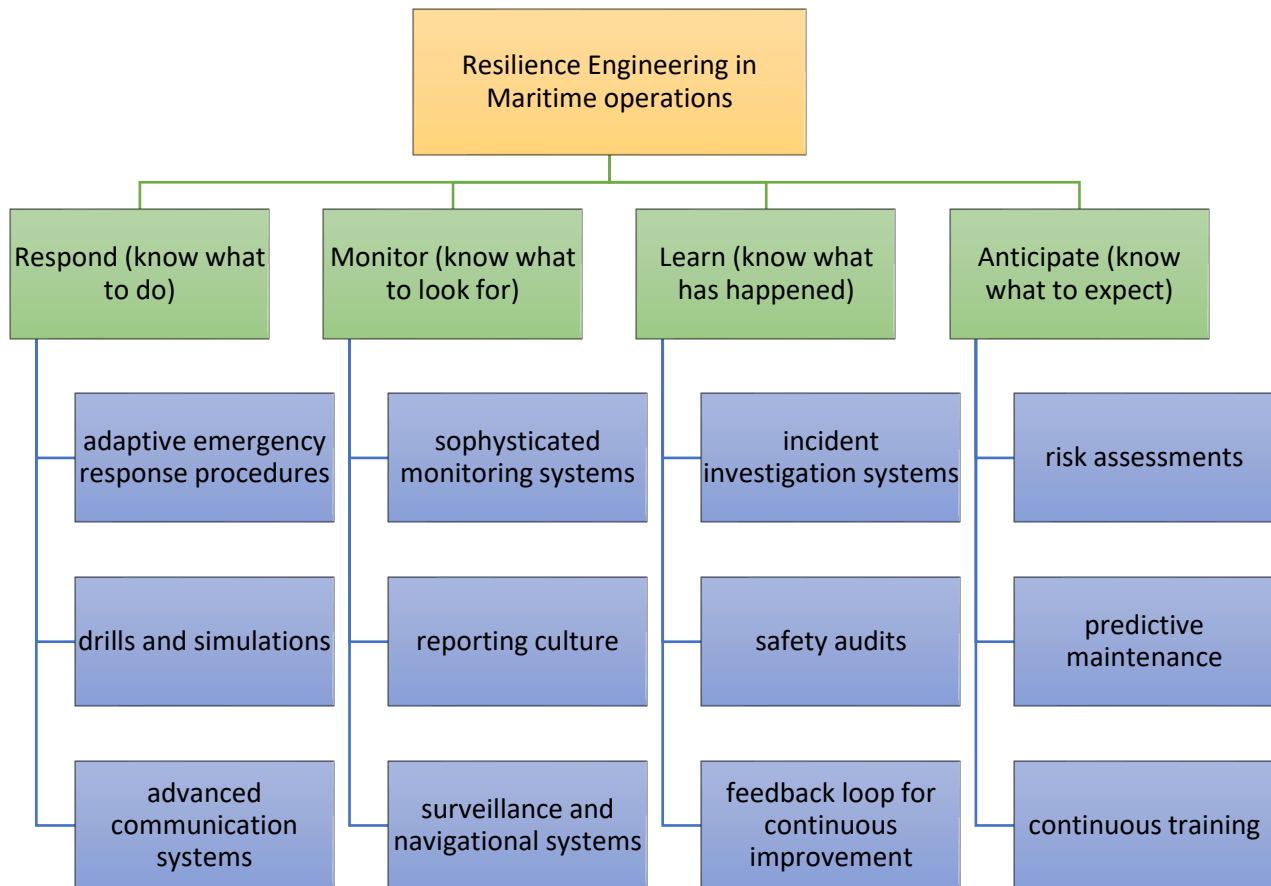 Resilience Engineering in
Maritime operations
Respond (know what
to do)
Monitor (know what
to look for)
Learn (know what
has happened)
Anticipate (know
what to expect)
adaptive emergency
response procedures
sophysticated
monitoring systems
incident
investigation systems
risk assessments
drills and simulations
reporting culture
safety audits
predictive
maintenance
advanced
communication
systems
surveillance and
navigational systems
feedback loop for
continuous
improvement
continuous training